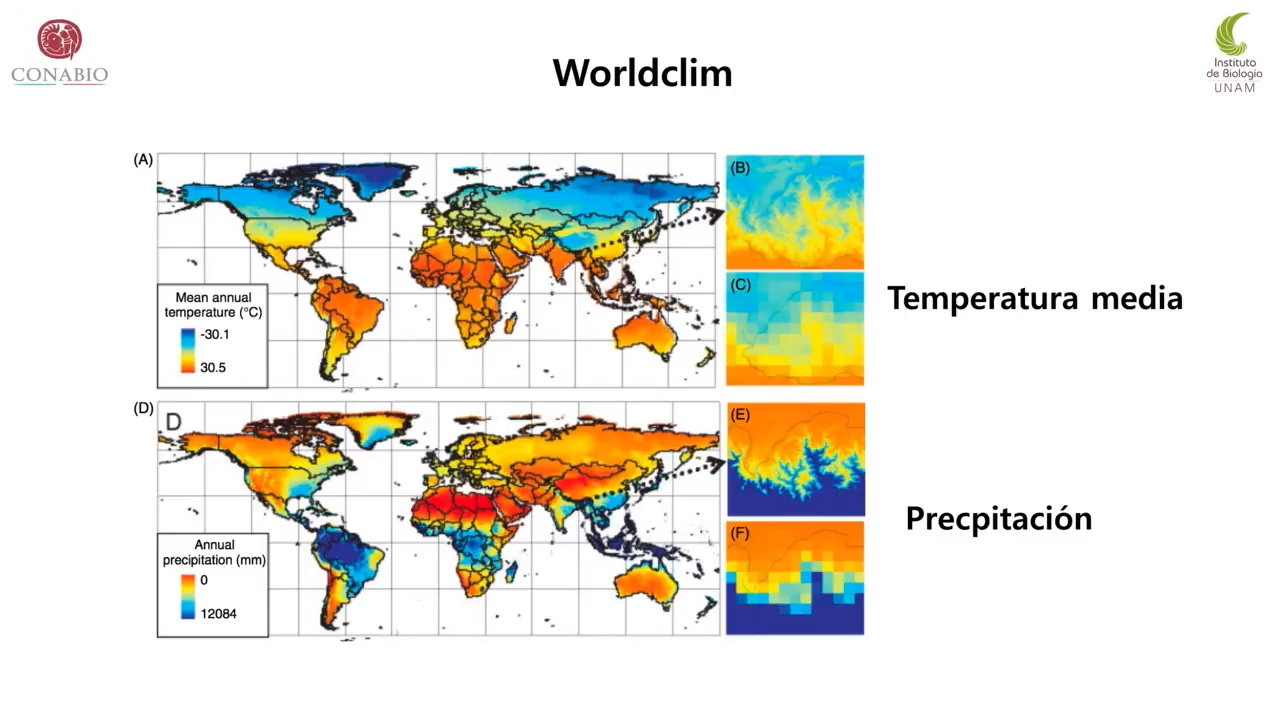 CONABIO
Worldclim
Instituto
de Biología
UNAM
(A)
Mean annual
temperature (°C)
-30.1
30.5
(B)
(C)
Temperatura media
(D)
D
Annual
precipitation (mm)
0
12084
(E)
(F)
Precpitación